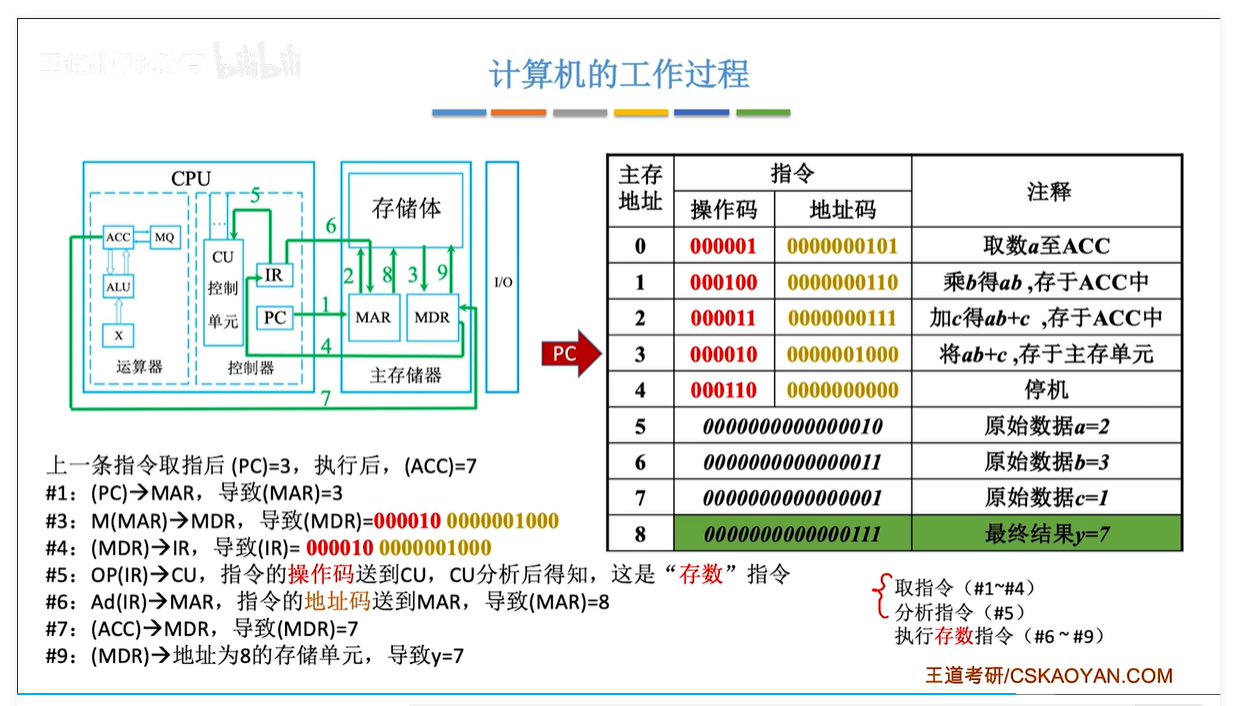 bilibili
计算机的工作过程
CPU
5
ACC
MQ
ALU
X
运算器
…
CU
控制
单元
IR
PC
控制器
6
存储体
2
8
3
9
1
MAR
MDR
4
主存储器
7
I/O
PC
主存地址 指令 注释
操作码 地址码
0 000001 0000000101 取数a至ACC
1 000100 0000000110 乘b得ab ,存于ACC中
2 000011 0000000111 加c得ab+c ,存于ACC中
3 000010 0000001000 将ab+c ,存于主存单元
4 000110 0000000000 停机
5 0000000000000010 原始数据a=2
6 0000000000000011 原始数据b=3
7 0000000000000001 原始数据c=1
8 0000000000000111 最终结果y=7
上一条指令取指后 (PC)=3，执行后，(ACC)=7
#1：(PC)→MAR，导致(MAR)=3
#3：M(MAR)→MDR，导致(MDR)=000010 0000001000
#4：(MDR)→IR，导致(IR)= 000010 0000001000
#5：OP(IR)→CU，指令的操作码送到CU，CU分析后得知，这是“存数”指令
#6：Ad(IR)→MAR，指令的地址码送到MAR，导致(MAR)=8
#7：(ACC)→MDR，导致(MDR)=7
#9：(MDR)→地址为8的存储单元，导致y=7
取指令（#1~#4）
分析指令（#5）
执行存数指令（#6 ~ #9）
王道考研/CSKAOYAN.COM